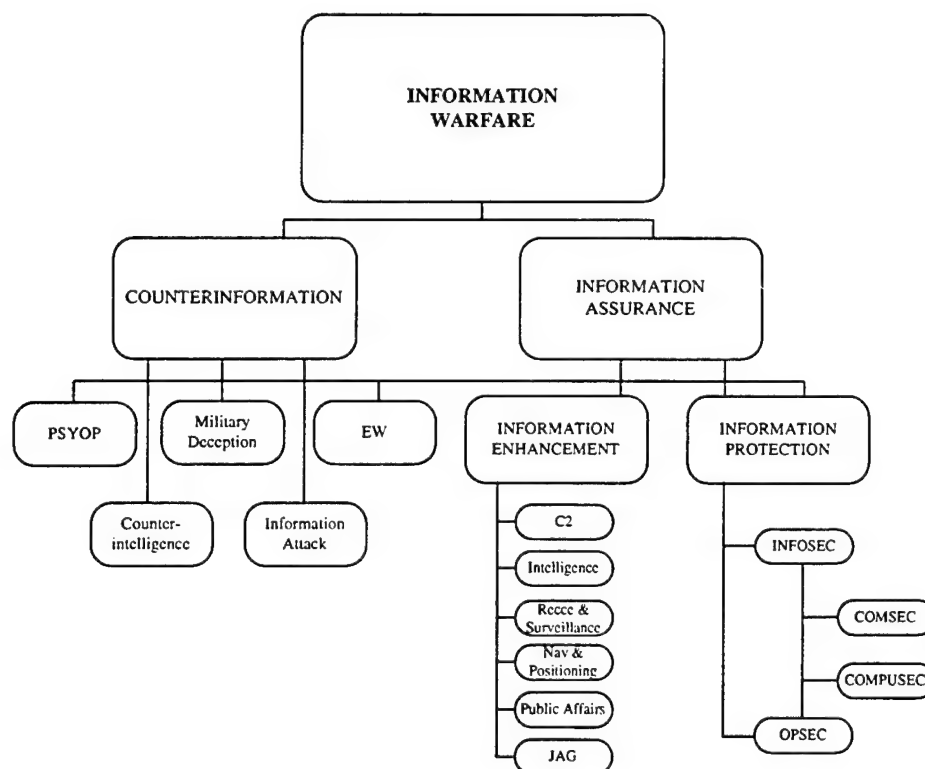 INFORMATION
WARFARE
COUNTERINFORMATION
INFORMATION
ASSURANCE
PSYOP
Military
Deception
EW
INFORMATION
ENHANCEMENT
INFORMATION
PROTECTION
Counter-
intelligence
Information
Attack
C2
Intelligence
Recce &
Surveillance
Nav &
Positioning
Public Affairs
JAG
INFOSEC
COMSEC
COMPUSEC
OPSEC